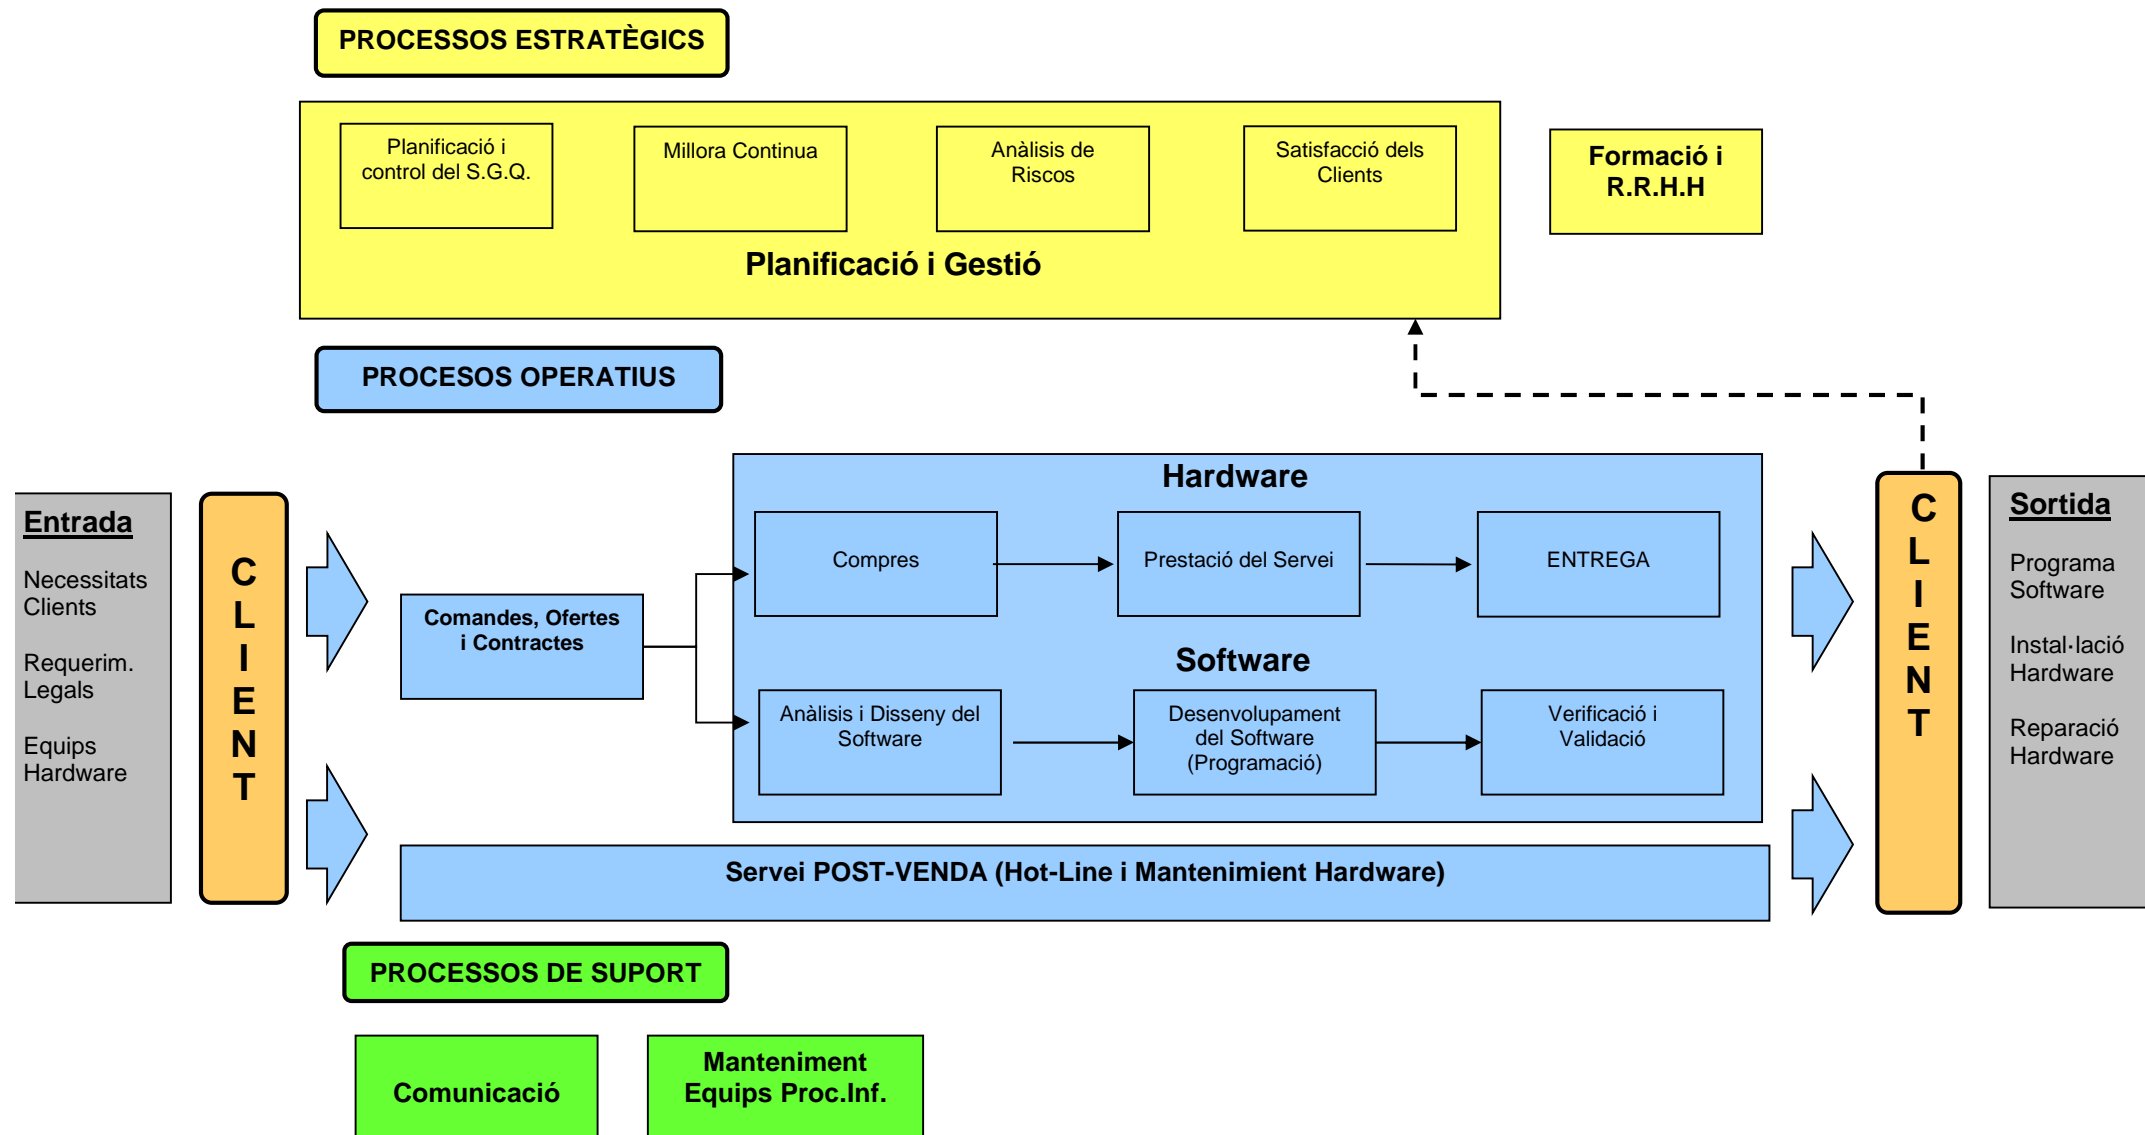 PROCESSOS ESTRATÈGICS
Planificació i
control del S.G.Q.
Millora Continua
Anàlisis de
Riscos
Satisfacció dels
Clients
Planificació i Gestió
Formació i
R.R.H.H
PROCESOS OPERATIUS
Entrada
Necessitats
Clients
Requerim.
Legals
Equips
Hardware
C
L
I
E
N
T
Comandes, Ofertes
i Contractes
Hardware
Compres
Prestació del Servei
ENTREGA
Software
Anàlisis i Disseny del
Software
Desenvolupament
del Software
(Programació)
Verificació i
Validació
Servei POST-VENDA (Hot-Line i Mantenimient Hardware)
C
L
I
E
N
T
Sortida
Programa
Software
Instal·lació
Hardware
Reparació
Hardware
PROCESSOS DE SUPORT
Comunicació
Manteniment
Equips Proc.Inf.